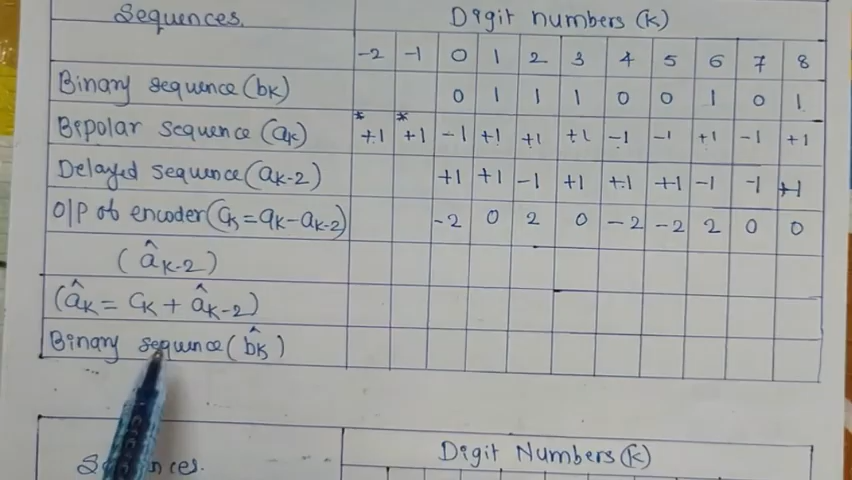 Sequences. Digit numbers (K)
-2 -1 0 1 2 3 4 5 6 7 8
Binary sequence (bK) 0 1 1 1 0 0 1 0 1
Bipolar sequence (aK) *+1 *+1 -1 +1 +1 +1 -1 -1 +1 -1 +1
Delayed sequence (aK-2) +1 +1 -1 +1 +1 +1 -1 -1 +1
O/P of encoder (CK = aK - aK-2) -2 0 2 0 -2 -2 2 0 0
(âK-2)
(âK = CK + âK-2)
Binary sequence (b̂K)
Digit Numbers (K)